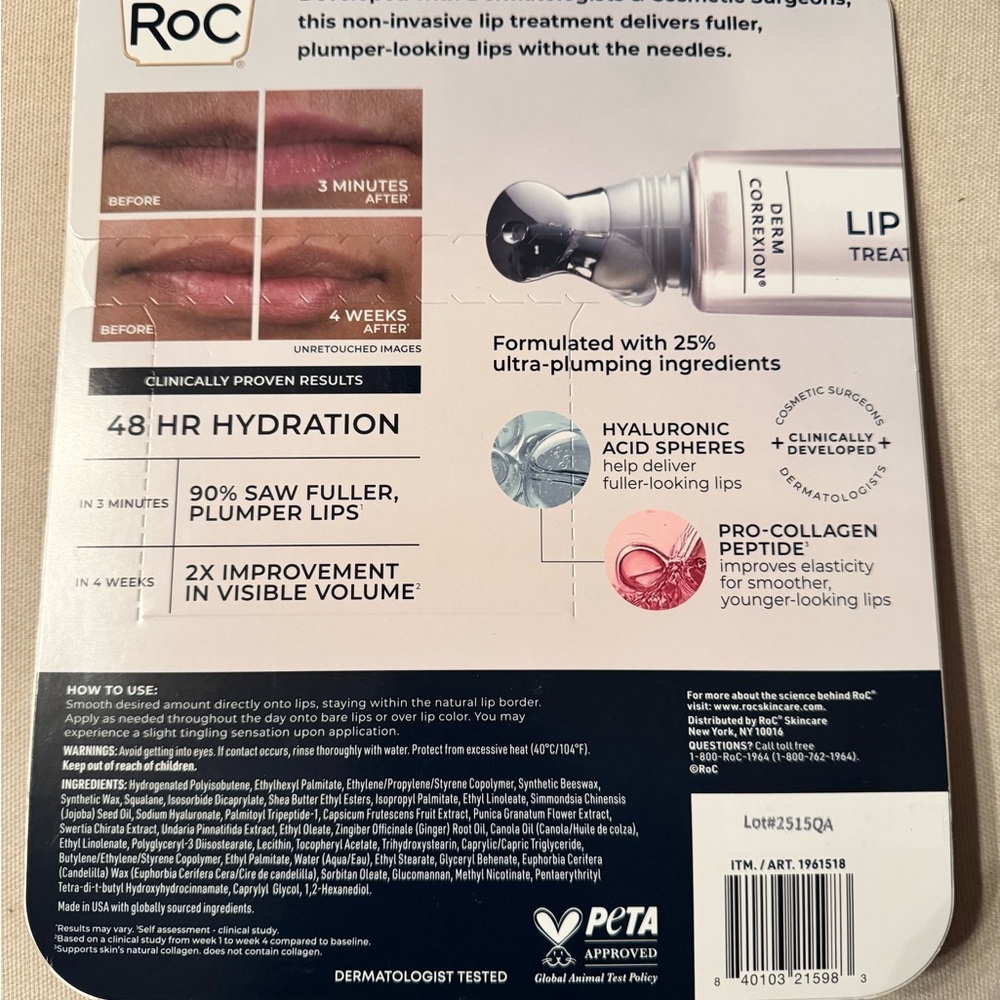 RoC®
this non-invasive lip treatment delivers fuller,
plumper-looking lips without the needles.
BEFORE
3 MINUTES
AFTER*
BEFORE
4 WEEKS
AFTER*
UNRETOUCHED IMAGES
DERM
CORREXION®
LIP
TREAT
CLINICALLY PROVEN RESULTS
48 HR HYDRATION
IN 3 MINUTES
90% SAW FULLER,
PLUMPER LIPS¹
IN 4 WEEKS
2X IMPROVEMENT
IN VISIBLE VOLUME²
Formulated with 25%
ultra-plumping ingredients
HYALURONIC
ACID SPHERES
help deliver
fuller-looking lips
COSMETIC SURGEONS
+ CLINICALLY +
DEVELOPED
DERMATOLOGISTS
PRO-COLLAGEN
PEPTIDE³
improves elasticity
for smoother,
younger-looking lips
HOW TO USE:
Smooth desired amount directly onto lips, staying within the natural lip border.
Apply as needed throughout the day onto bare lips or over lip color. You may
experience a slight tingling sensation upon application.
WARNINGS: Avoid getting into eyes. If contact occurs, rinse thoroughly with water. Protect from excessive heat (40°C/104°F).
Keep out of reach of children.
INGREDIENTS: Hydrogenated Polyisobutene, Ethylhexyl Palmitate, Ethylene/Propylene/Styrene Copolymer, Synthetic Beeswax,
Synthetic Wax, Squalane, Isosorbide Dicaprylate, Shea Butter Ethyl Esters, Isopropyl Palmitate, Ethyl Linoleate, Simmondsia Chinensis
(Jojoba) Seed Oil, Sodium Hyaluronate, Palmitoyl Tripeptide-1, Capsicum Frutescens Fruit Extract, Punica Granatum Flower Extract,
Swertia Chirata Extract, Undaria Pinnatifida Extract, Ethyl Oleate, Zingiber Officinale (Ginger) Root Oil, Canola Oil (Canola/Huile de colza),
Ethyl Linolenate, Polyglyceryl-3 Diisostearate, Lecithin, Tocopheryl Acetate, Trihydroxystearin, Caprylic/Capric Triglyceride,
Butylene/Ethylene/Styrene Copolymer, Ethyl Palmitate, Water (Aqua/Eau), Ethyl Stearate, Glyceryl Behenate, Euphorbia Cerifera
(Candelilla) Wax (Euphorbia Cerifera Cera/Cire de candelilla), Sorbitan Oleate, Glucomannan, Methyl Nicotinate, Pentaerythrityl
Tetra-di-t-butyl Hydroxyhydrocinnamate, Caprylyl Glycol, 1,2-Hexanediol.
Made in USA with globally sourced ingredients.
*Results may vary. ¹Self assessment - clinical study.
²Based on a clinical study from week 1 to week 4 compared to baseline.
³Supports skin's natural collagen. does not contain collagen.
DERMATOLOGIST TESTED
PETA
APPROVED
Global Animal Test Policy
For more about the science behind RoC®
visit: www.rocskincare.com.
Distributed by RoC® Skincare
New York, NY 10016
QUESTIONS? Call toll free
1-800-RoC-1964 (1-800-762-1964).
©RoC
Lot#2515QA
ITM. / ART. 1961518
8 40103 21598 3